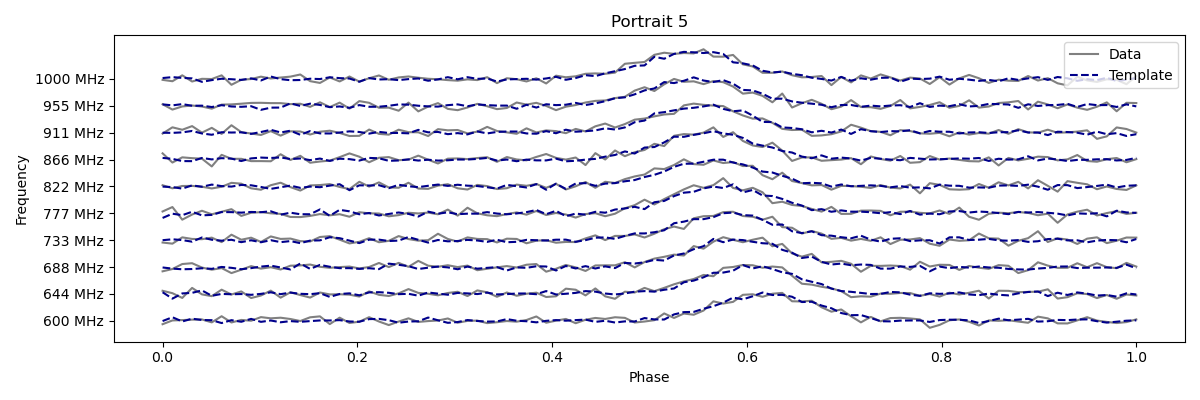 Portrait 5
Data
Template
Frequency
1000 MHz
955 MHz
911 MHz
866 MHz
822 MHz
777 MHz
733 MHz
688 MHz
644 MHz
600 MHz
0.0 0.2 0.4 0.6 0.8 1.0
Phase